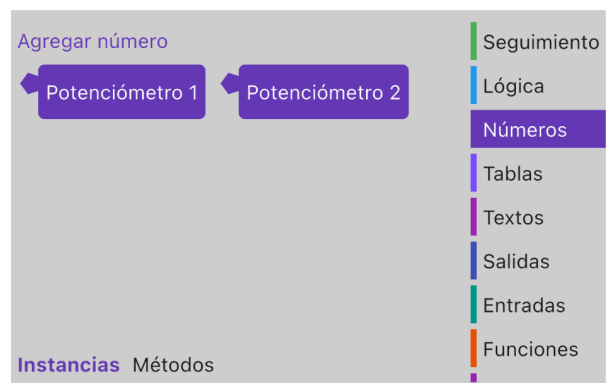 Agregar número
Potenciómetro 1
Potenciómetro 2
Instancias Métodos
Seguimiento
Lógica
Números
Tablas
Textos
Salidas
Entradas
Funciones